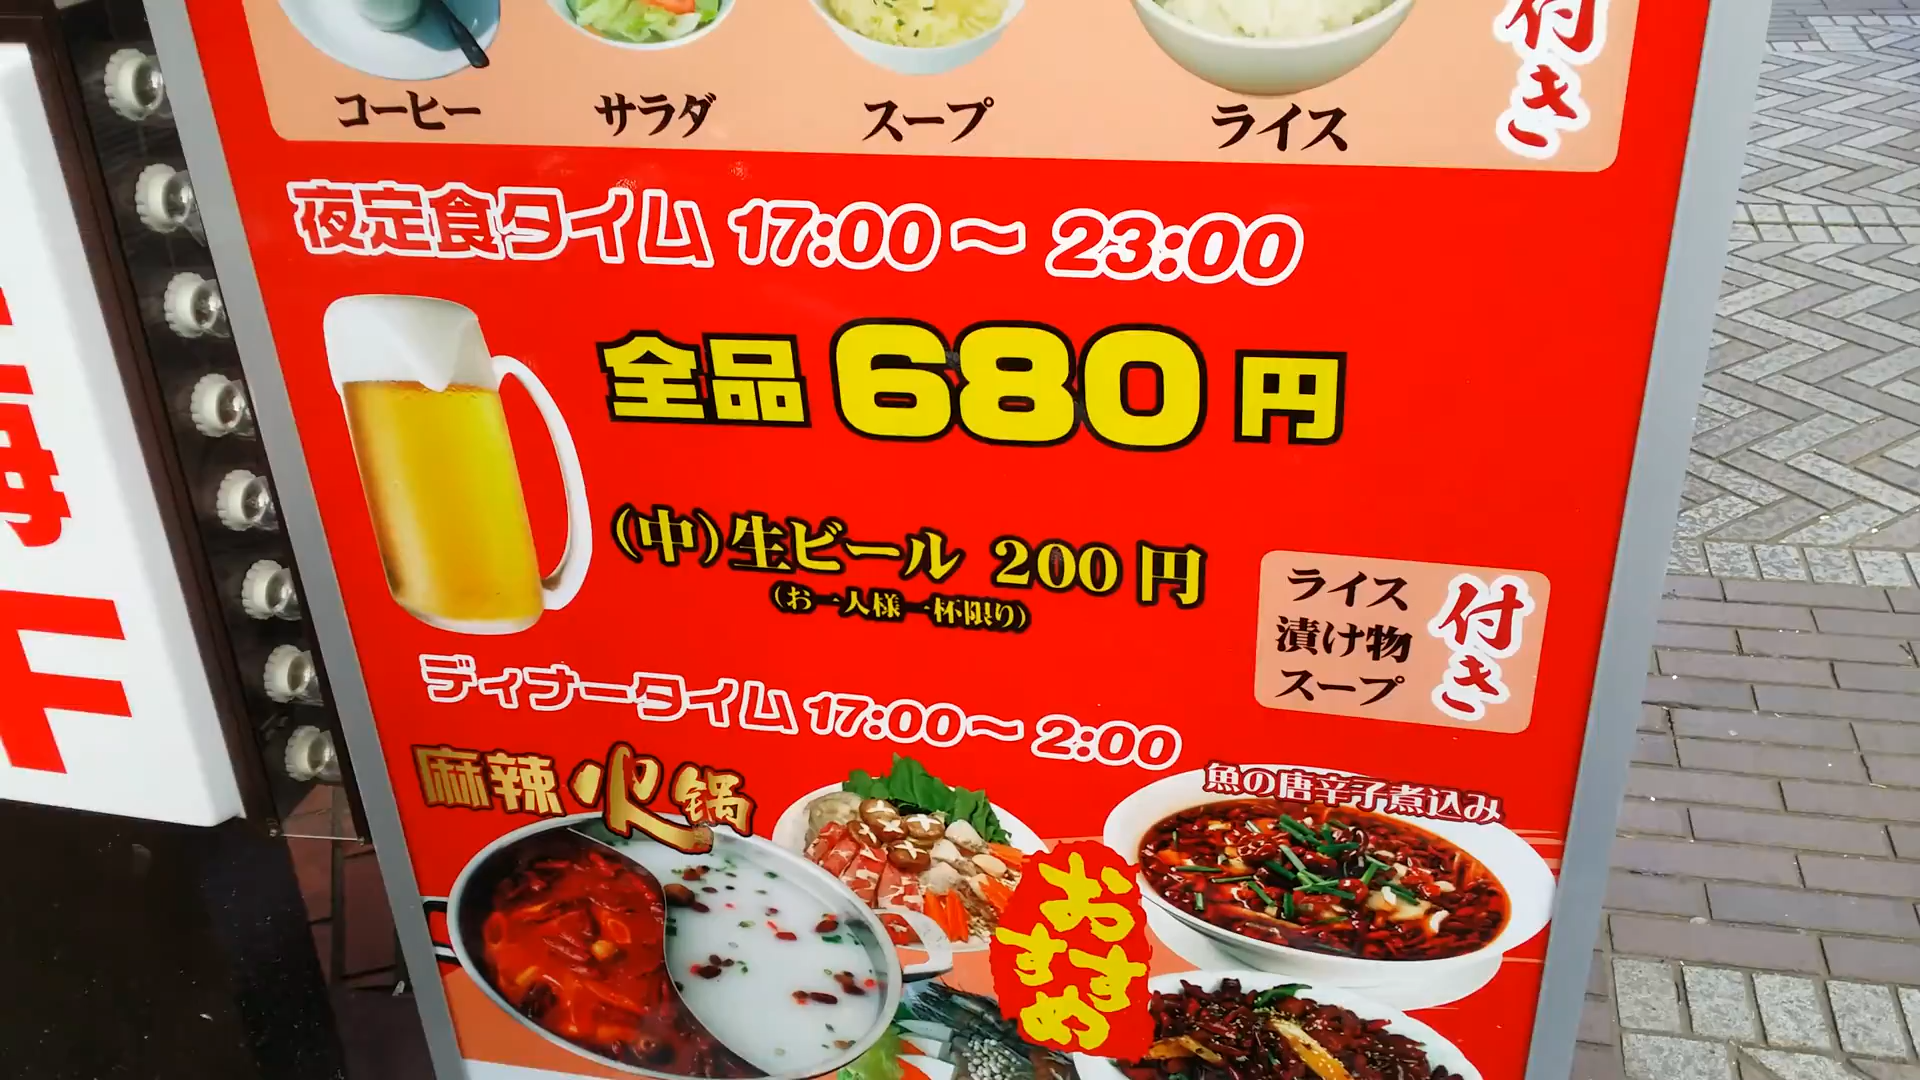 コーヒー サラダ スープ ライス
付き
夜定食タイム 17:00～23:00
全品680円
(中)生ビール 200円
(お一人様一杯限り)
ライス
漬け物
スープ
付き
ディナータイム 17:00～2:00
麻辣火锅
魚の唐辛子煮込み
おすすめ
海